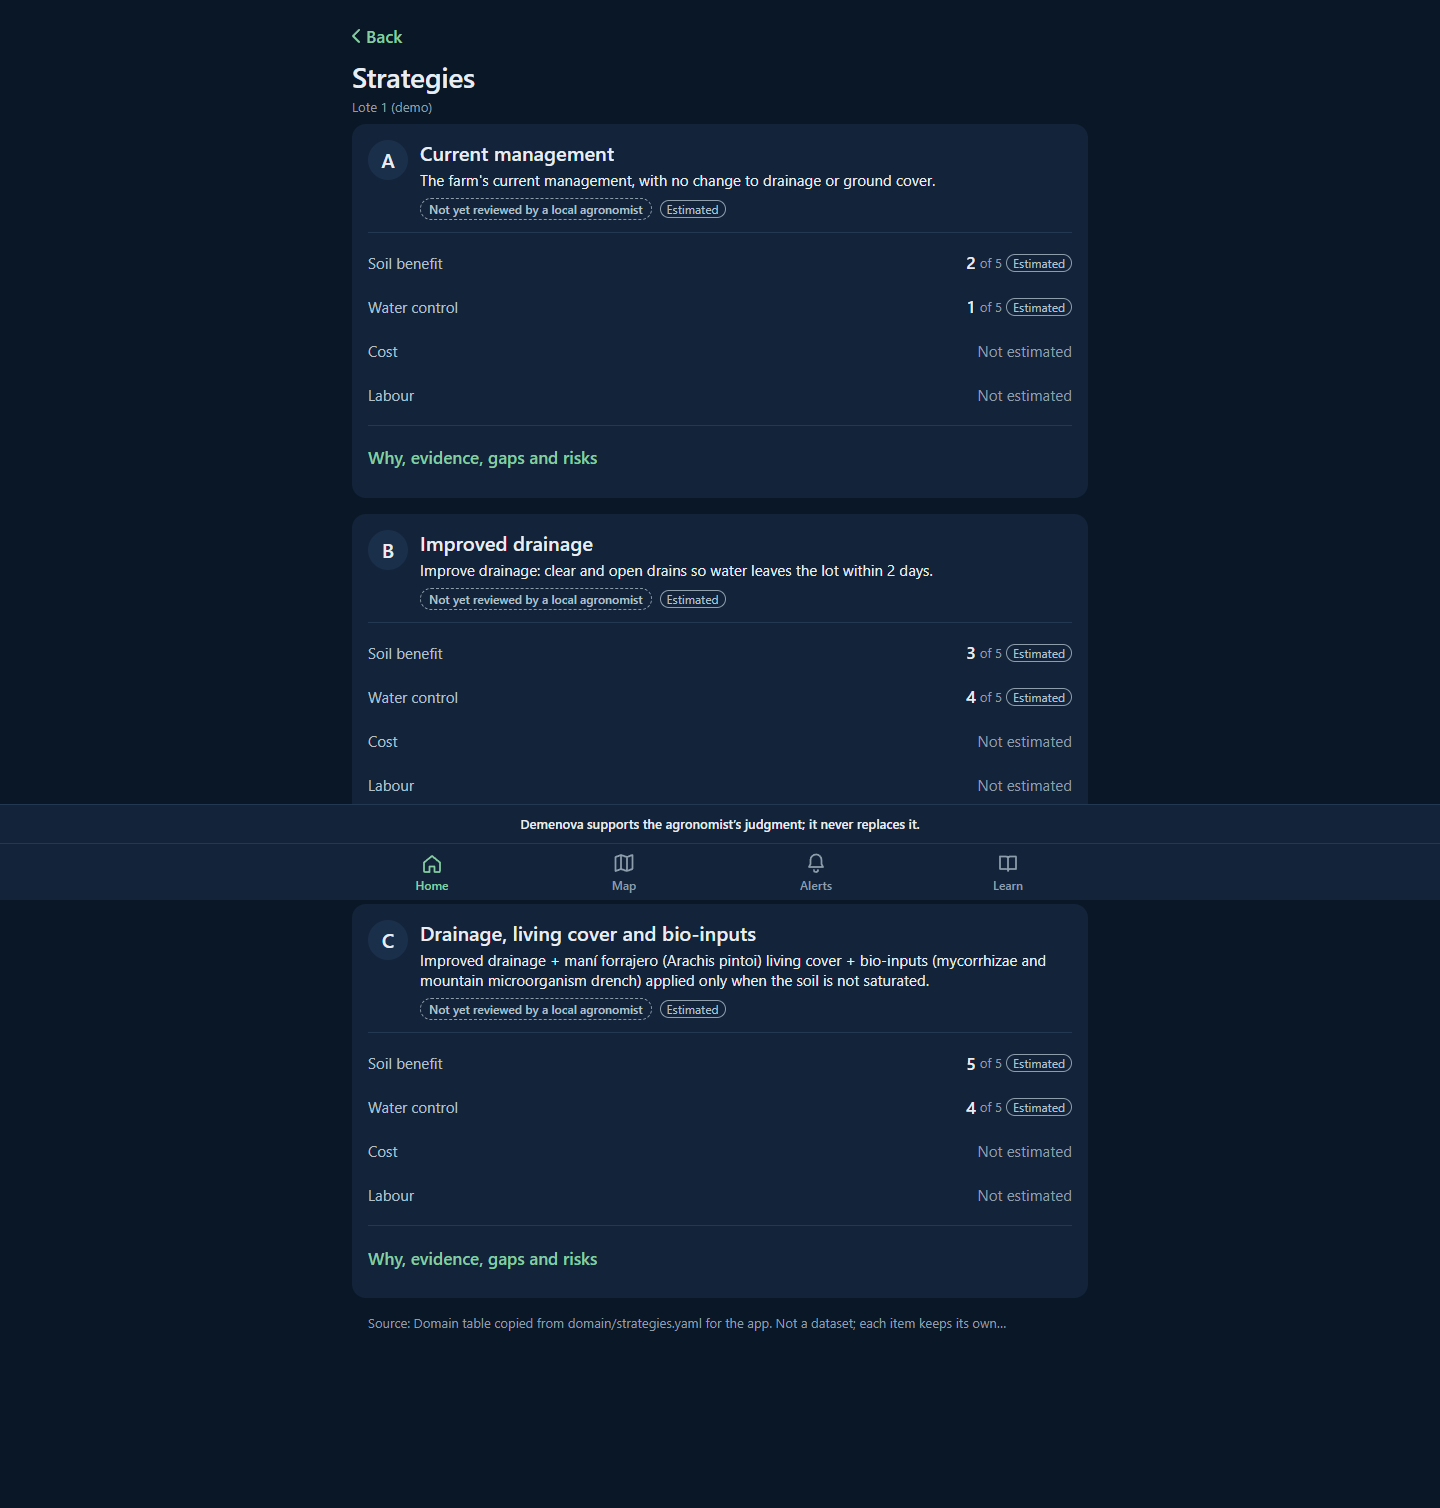 Back
Strategies
Lote 1 (demo)
A
Current management
The farm's current management, with no change to drainage or ground cover.
Not yet reviewed by a local agronomist Estimated
Soil benefit 2 of 5 Estimated
Water control 1 of 5 Estimated
Cost Not estimated
Labour Not estimated
Why, evidence, gaps and risks
B
Improved drainage
Improve drainage: clear and open drains so water leaves the lot within 2 days.
Not yet reviewed by a local agronomist Estimated
Soil benefit 3 of 5 Estimated
Water control 4 of 5 Estimated
Cost Not estimated
Labour Not estimated
Demenova supports the agronomist's judgment; it never replaces it.
Home Map Alerts Learn
C
Drainage, living cover and bio-inputs
Improved drainage + maní forrajero (Arachis pintoi) living cover + bio-inputs (mycorrhizae and
mountain microorganism drench) applied only when the soil is not saturated.
Not yet reviewed by a local agronomist Estimated
Soil benefit 5 of 5 Estimated
Water control 4 of 5 Estimated
Cost Not estimated
Labour Not estimated
Why, evidence, gaps and risks
Source: Domain table copied from domain/strategies.yaml for the app. Not a dataset; each item keeps its own...